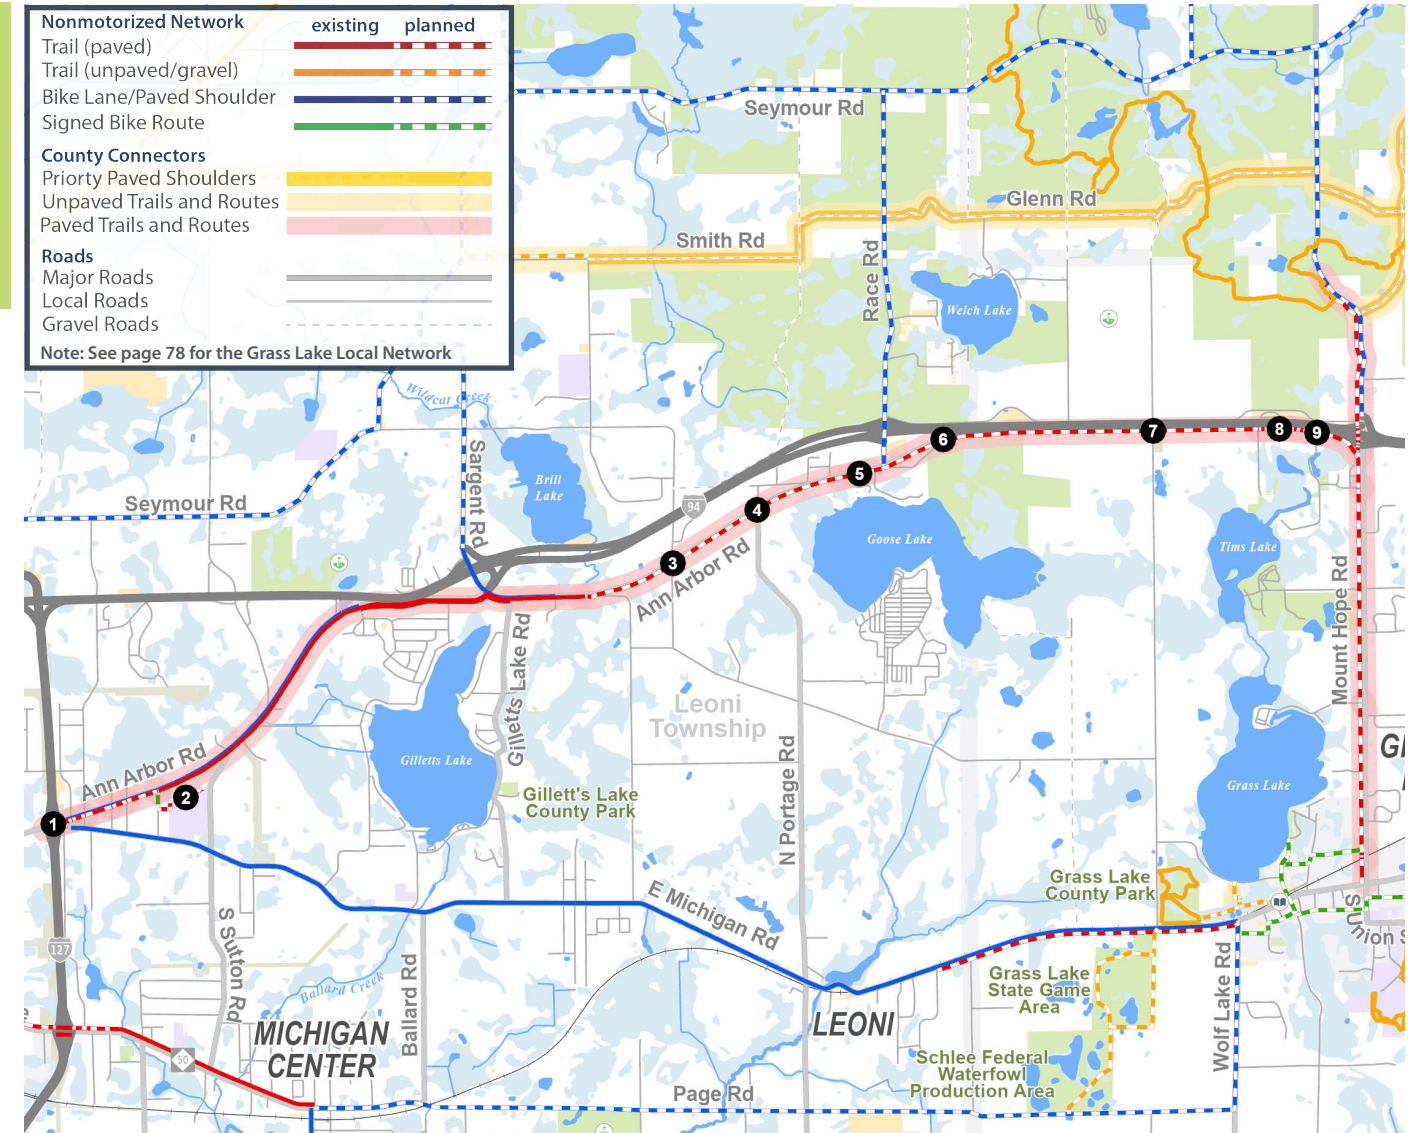 Nonmotorized Network existing planned
Trail (paved)
Trail (unpaved/gravel)
Bike Lane/Paved Shoulder
Signed Bike Route
County Connectors
Priorty Paved Shoulders
Unpaved Trails and Routes
Paved Trails and Routes
Roads
Major Roads
Local Roads
Gravel Roads
Note: See page 78 for the Grass Lake Local Network
Seymour Rd
Glenn Rd
Smith Rd
Race Rd
Welch Lake
Wildcat Creek
Sargent Rd
Brill
Lake
Seymour Rd
94
Goose Lake
Tims Lake
Ann Arbor Rd
Mount Hope Rd
Gilletts Lake Rd
Leoni
Township
Ann Arbor Rd
Gilletts Lake
Gillett's Lake
County Park
N Portage Rd
Grass Lake
1
2
3
4
5
6
7
8
9
E Michigan Rd
Grass Lake
County Park
S Sutton Rd
127
Ballard Creek
Ballard Rd
MICHIGAN
CENTER
50
LEONI
Grass Lake
State Game
Area
Schlee Federal
Waterfowl
Production Area
Wolf Lake Rd
Page Rd